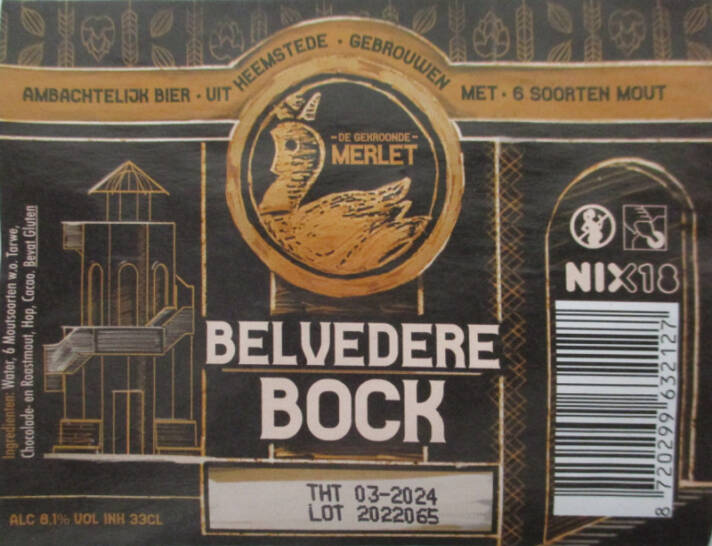 AMBACHTELIJK BIER · UIT HEEMSTEDE · GEBROUWEN MET · 6 SOORTEN MOUT
- DE GEKROONDE -
MERLET
BELVEDERE
BOCK
THT 03-2024
LOT 2022065
Ingredienten: Water, 6 Moutsoorten w.o. Tarwe,
Chocolade- en Roostmout, Hop, Cacao. Bevat Gluten
ALC 8,1% VOL INH 33CL
NIX18
8 720299 632127